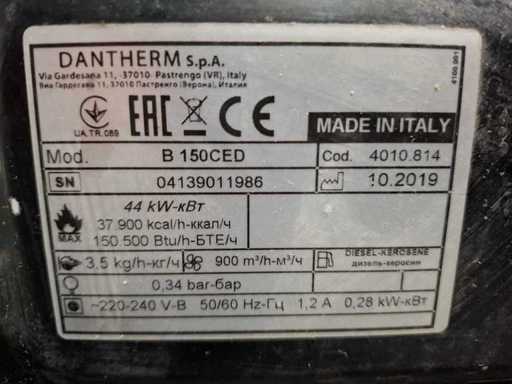 DANTHERM S.p.A.
Via Gardesana 11, -37010- Pastrengo (VR), Italy
Виа Гардесана 11, 37010 Пастренго (Верона), Италия
4100.991
UA.TR.089
EAC CE
MADE IN ITALY
Mod. B 150CED Cod. 4010.814
SN 04139011986 10.2019
44 kW-кВт
37.900 kcal/h-ккал/ч
MAX 150.500 Btu/h-БТЕ/ч
3.5 kg/h-кг/ч 900 m³/h-м³/ч DIESEL-KEROSENE
дизель-керосин
0,34 bar-бар
~220-240 V-В 50/60 Hz-Гц 1,2 A 0,28 kW-кВт